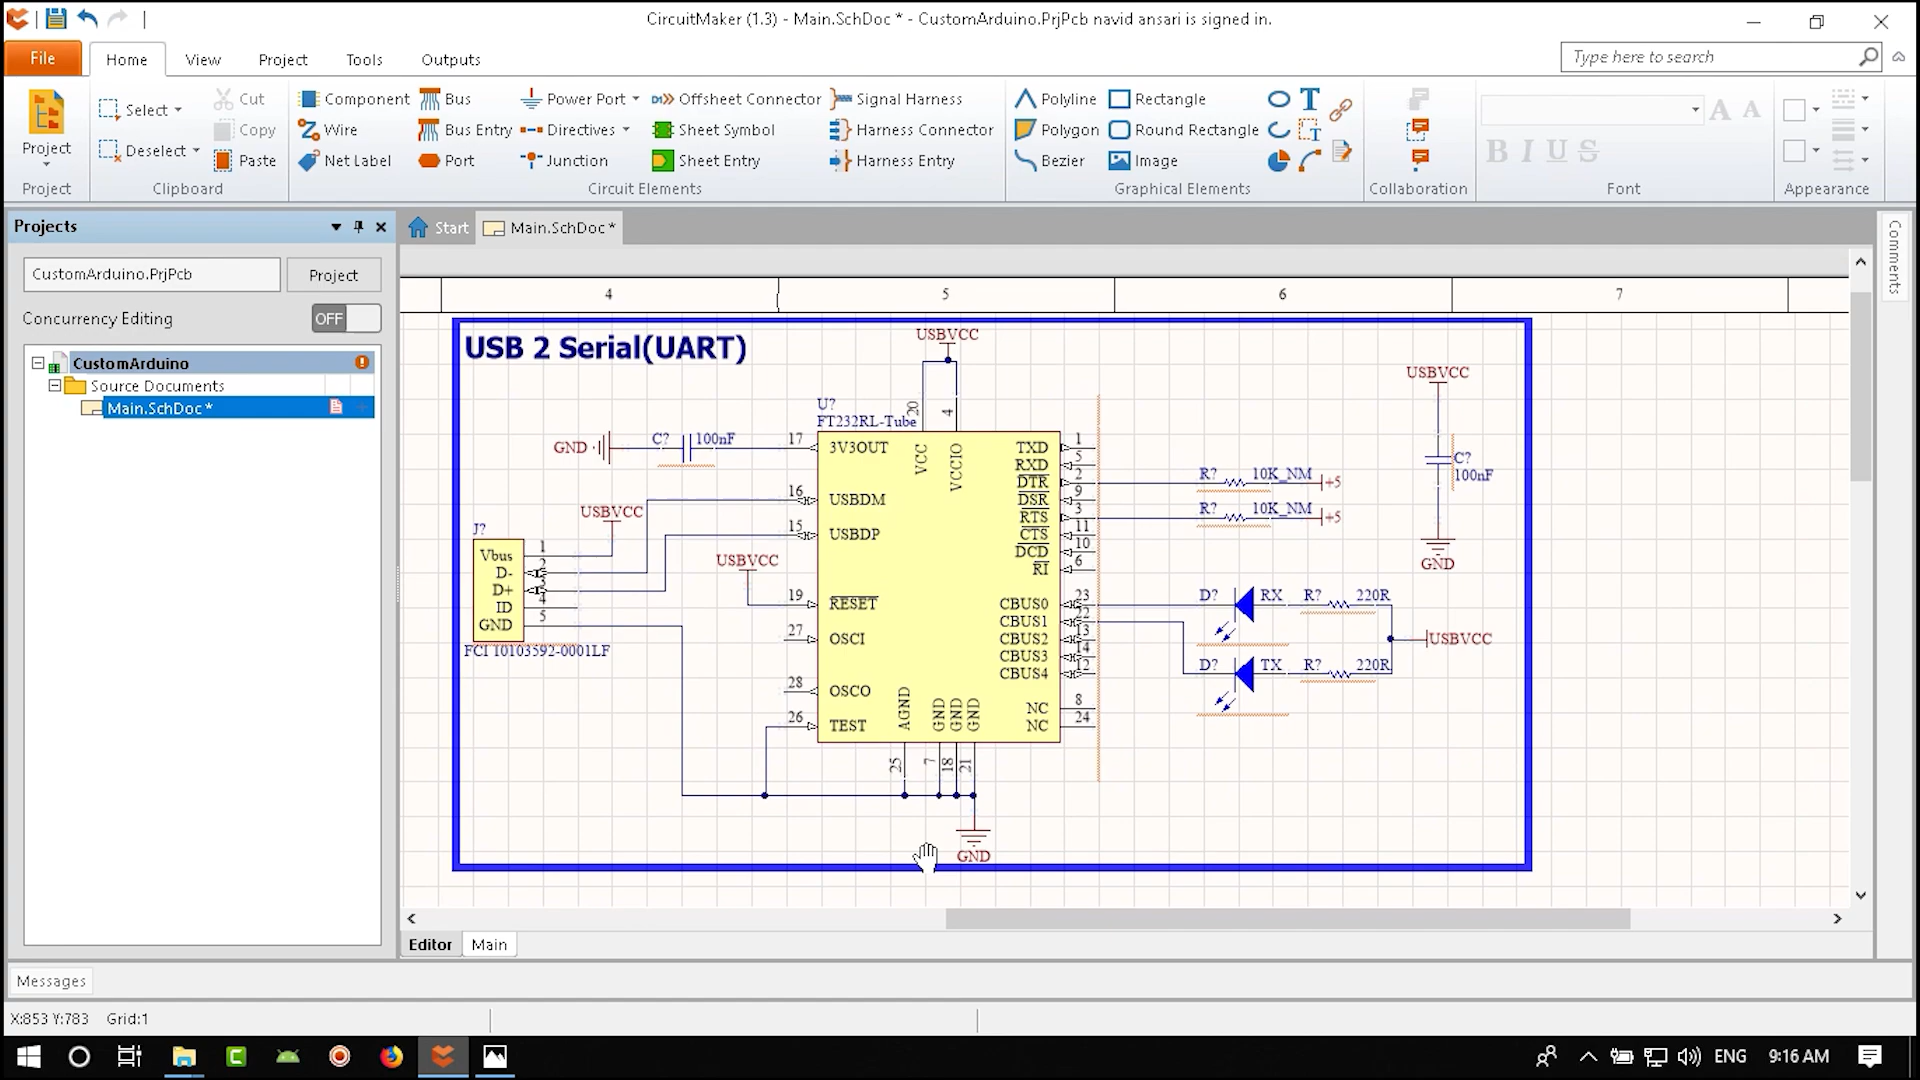 CircuitMaker (1.3) - Main.SchDoc * - CustomArduino.PrjPcb navid ansari is signed in.
File Home View Project Tools Outputs Type here to search
Project Select Deselect Cut Copy Paste
Component Bus Power Port Offsheet Connector Signal Harness
Wire Bus Entry Directives Sheet Symbol Harness Connector
Net Label Port Junction Sheet Entry Harness Entry
Polyline Rectangle T
Polygon Round Rectangle T
Bezier Image
A A
B I U S
Project Clipboard Circuit Elements Graphical Elements Collaboration Font Appearance
Projects
Start Main.SchDoc *
Comments
CustomArduino.PrjPcb Project
Concurrency Editing OFF
CustomArduino
Source Documents
Main.SchDoc *
4 5 6 7
USB 2 Serial(UART)
USBVCC
USBVCC
C?
100nF
GND
U?
FT232RL-Tube
20 4
VCC VCCIO
GND C? 100nF 17 3V3OUT
16 USBDM
15 USBDP
USBVCC
19 RESET
27 OSCI
28 OSCO
26 TEST
USBVCC
J?
Vbus 1
D- 2
D+ 3
ID 4
GND 5
FCI 10103592-0001LF
TXD 1
RXD 5
DTR 2
DSR 9
RTS 3
CTS 11
DCD 10
RI 6
CBUS0 23
CBUS1 22
CBUS2 13
CBUS3 14
CBUS4 12
NC 8
NC 24
AGND GND GND GND
25 7 18 21
GND
R? 10K_NM +5
R? 10K_NM +5
D? RX R? 220R
USBVCC
D? TX R? 220R
Editor Main
Messages
X:853 Y:783 Grid:1
ENG 9:16 AM